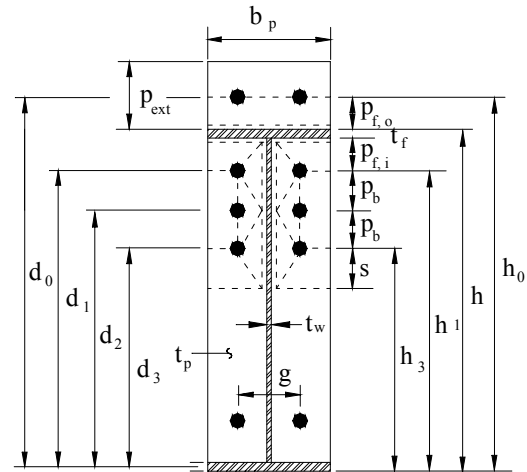 b p
p ext
p f, o
t f
p f, i
p b
p b
s
d 0
d 1
d 2
d 3
t p
t w
g
h 3
h 1
h
h 0